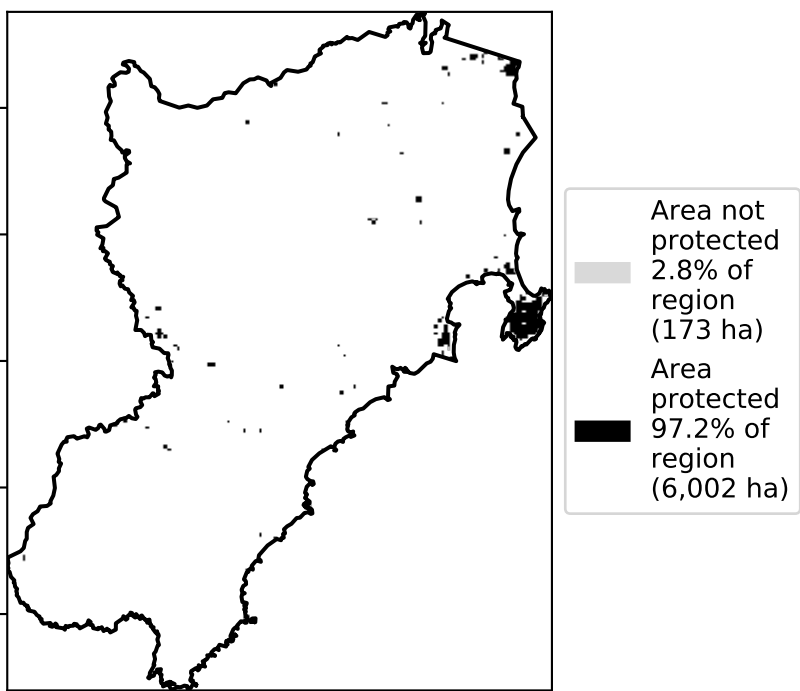 Area not
protected
2.8% of
region
(173 ha)
Area
protected
97.2% of
region
(6,002 ha)